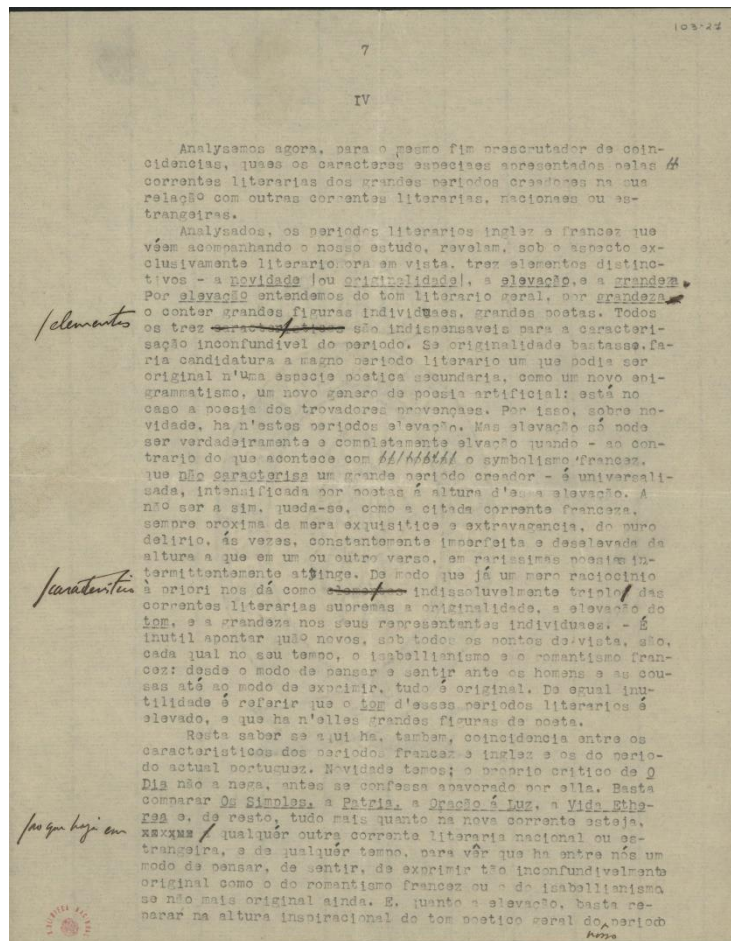 103-27
7
IV
Analysemos agora, para o mesmo fim prescrutador de coin-
cidencias, quaes os caracteres especiaes apresentados pelas
correntes literarias dos grandes periodos creadores na sua
relação com outras correntes literarias, nacionaes ou es-
trangeiras.
Analysados, os periodos literarios inglez e francez que
véem acompanhando o nosso estudo, revelam, sob o aspecto ex-
clusivamente literario ora em vista, trez elementos distinc-
tivos - a novidade |ou originalidade|, a elevação, e a grandeza.
Por elevação entendemos do tom literario geral, por grandeza
o conter grandes figuras individuaes, grandes poetas. Todos
/elementos
os trez são indispensaveis para a caracteri-
sação inconfundivel do periodo. Se originalidade bastasse, fa-
ria candidatura a magno periodo literario um que podia ser
original n'uma especie poetica secundaria, como um novo epi-
grammatismo, um novo genero de poesia artificial: está no
caso a poesia dos trovadores provençaes. Por isso, sobre no-
vidade, ha n'estes periodos elevação. Mas elevação só pode
ser verdadeiramente e completamente elvação quando - ao con-
trario do que acontece com o symbolismo francez,
que não caracterisa um grande periodo creador - é universali-
sada, intensificada por poetas á altura d'es a elevação. A
não ser a sim, queda-se, como a citada corrente franceza,
sempre proxima da mera exquisitice e extravagancia, do puro
delirio, ás vezes, constantemente imperfeita e deselevada da
altura a que em um ou outro verso, em rarissimas poesias in-
termittentemente attinge. De modo que já um mero raciocinio
/caracteristico
à priori nos dá como indissoluvelmente triplo/ das
correntes literarias supremas a originalidade, a elevação do
tom, e a grandeza nos seus representantes individuaes. - É
inutil apontar quão novos, sob todos os pontos de vista, são,
cada qual no seu tempo, o isabellianismo e o romantismo fran-
cez: desde o modo de pensar e sentir ante os homens e as cou-
sas até ao modo de exprimir, tudo é original. De egual inu-
tilidade é referir que o tom d'esses periodos literarios é
elevado, e que ha n'elles grandes figuras de poeta.
Resta saber se aqui ha, tambem, coincidencia entre os
caracteristicos dos periodos francez e inglez e os do perio-
do actual portuguez. Novidade temos; o proprio critico de O
Dia não a nega, antes se confessa apavorado por ella. Basta
comparar Os Simples, a Patria, a Oração á Luz, a Vida Ethe-
rea e, de resto, tudo mais quanto na nova corrente esteja,
/ao que haja em
xxxxxx / qualquér outra corrente literaria nacional ou es-
trangeira, e de qualquér tempo, para vêr que ha entre nós um
modo de pensar, de sentir, de exprimir tão inconfundivelmente
original como o do romantismo francez ou o do isabellianismo,
se não mais original ainda. E, quanto a elevação, basta re-
parar na altura inspiracional do tom poetico geral do periodo
nosso